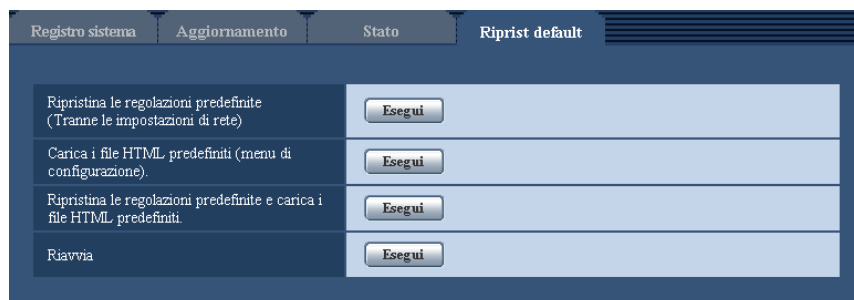 Registro sistema
Aggiornamento
Stato
Riprist default
Ripristina le regolazioni predefinite
(Tranne le impostazioni di rete)
Esegui
Carica i file HTML predefiniti (menu di
configurazione).
Esegui
Ripristina le regolazioni predefinite e carica i
file HTML predefiniti.
Esegui
Riavvia
Esegui